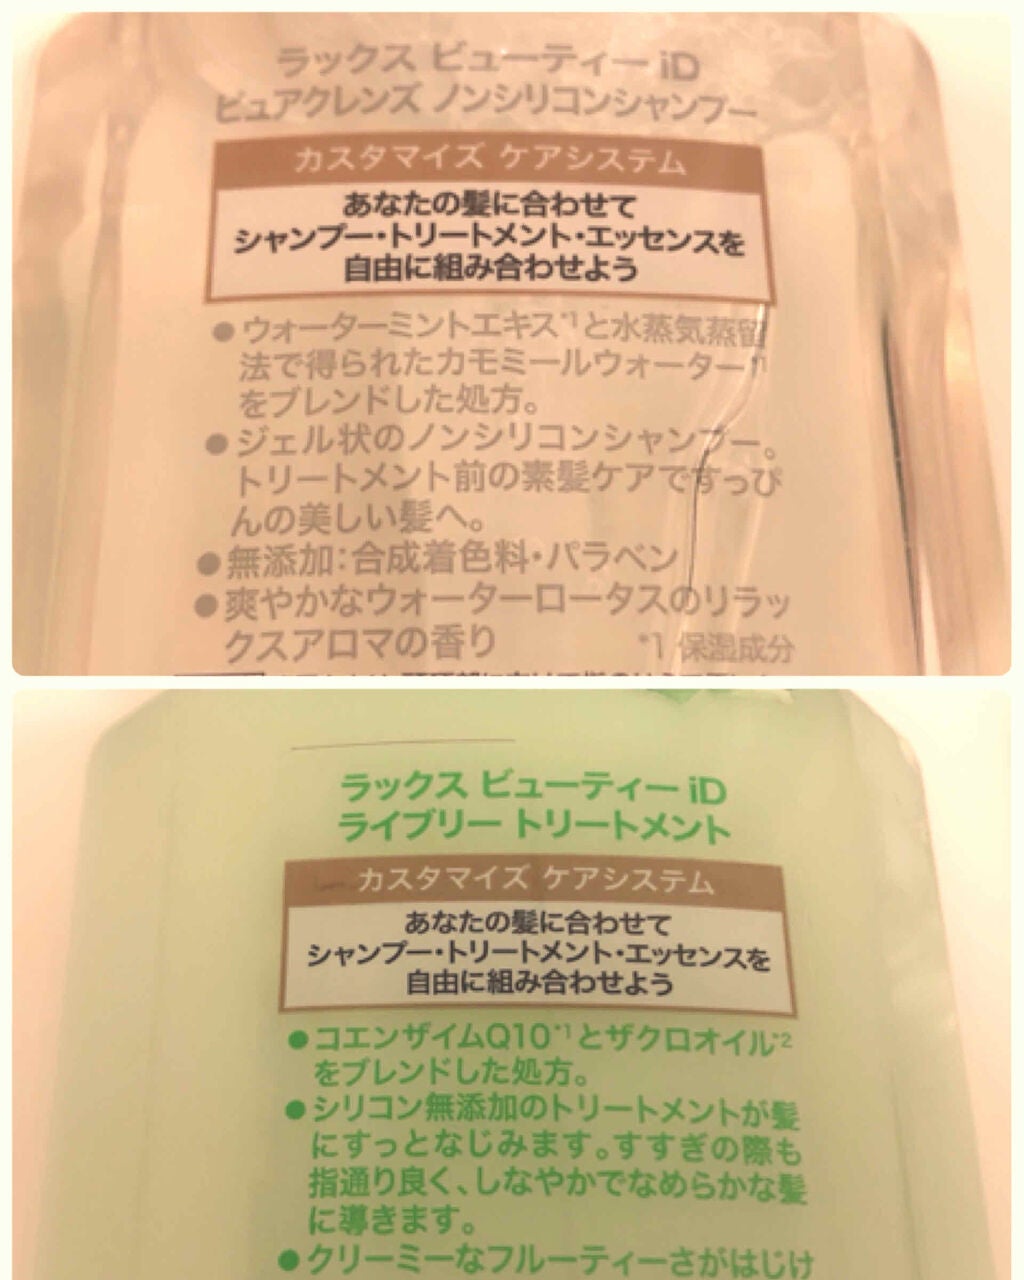 ラックス ビューティー iD
ピュアクレンズ ノンシリコンシャンプー
カスタマイズ ケアシステム
あなたの髪に合わせて
シャンプー・トリートメント・エッセンスを
自由に組み合わせよう
●ウォーターミントエキス*1と水蒸気蒸留
法で得られたカモミールウォーター*1
をブレンドした処方。
●ジェル状のノンシリコンシャンプー。
トリートメント前の素髪ケアですっぴ
んの美しい髪へ。
●無添加:合成着色料・パラベン
●爽やかなウォーターロータスのリラッ
クスアロマの香り
*1 保湿成分
ラックス ビューティー iD
ライブリー トリートメント
カスタマイズ ケアシステム
あなたの髪に合わせて
シャンプー・トリートメント・エッセンスを
自由に組み合わせよう
●コエンザイムQ10*1とザクロオイル*2
をブレンドした処方。
●シリコン無添加のトリートメントが髪
にすっとなじみます。すすぎの際も
指通り良く、しなやかでなめらかな髪
に導きます。
●クリーミーなフルーティーさがはじけ